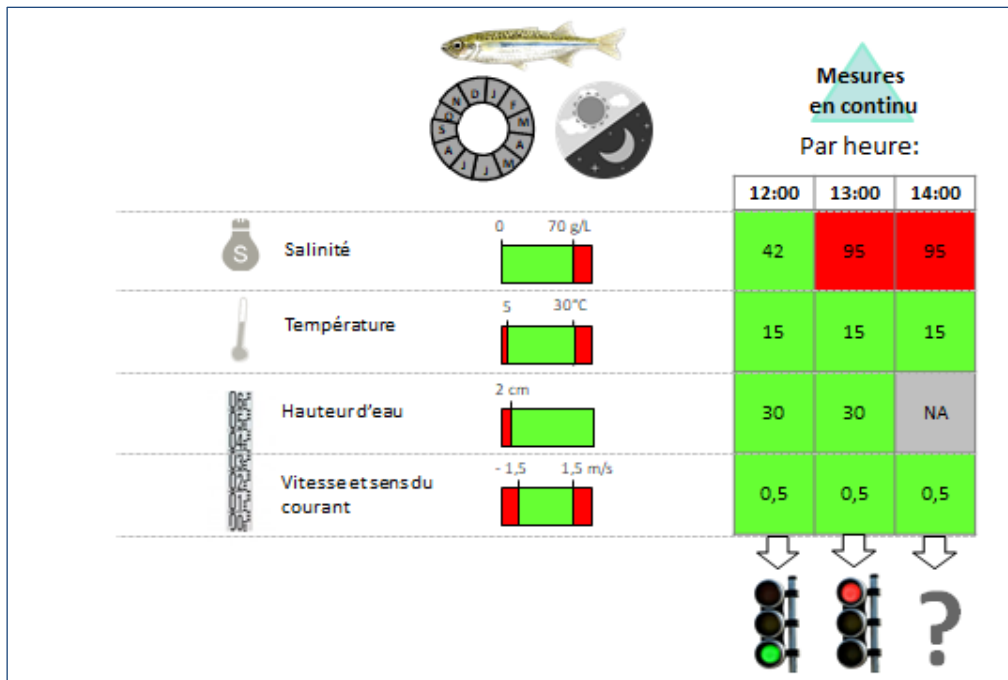 Mesures
en continu
Par heure:
J F M A M J J A S O N D
12:00 13:00 14:00
S
Salinité
0 70 g/L
42 95 95
Température
5 30°C
15 15 15
Hauteur d'eau
2 cm
30 30 NA
Vitesse et sens du
courant
- 1,5 1,5 m/s
0,5 0,5 0,5
?